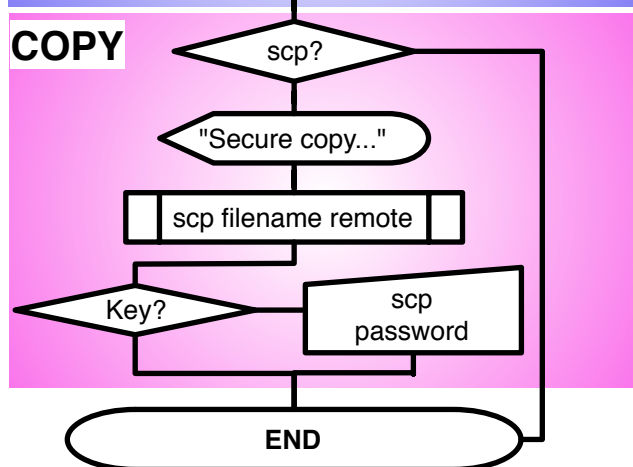 COPY
scp?
"Secure copy..."
scp filename remote
Key?
scp
password
END